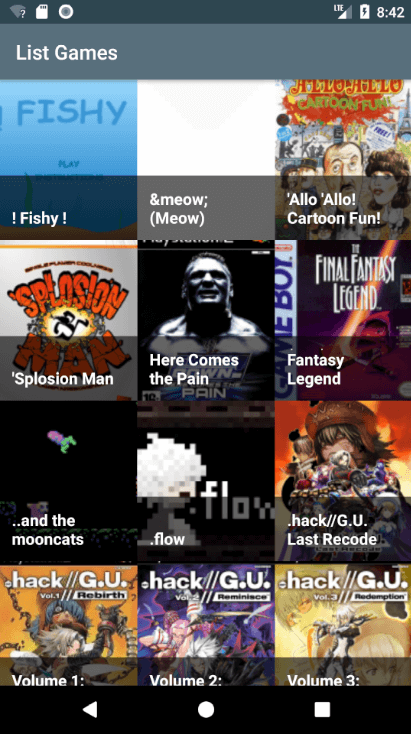 LTE 8:42
List Games
! FISHY
PLAY
! Fishy !
&meow;
(Meow)
'ALLO 'ALLO!
CARTOON FUN!
FREE!
'Allo 'Allo!
Cartoon Fun!
'SPLOSION
MAN
'Splosion Man
PlayStation 2
PAIN
Here Comes
the Pain
GAME BOY
THE
FINAL FANTASY
LEGEND
Fantasy
Legend
..and the
mooncats
.flow
.flow
.hack//G.U.
Last Recode
.hack//G.U.
Vol.1//Rebirth
Volume 1:
.hack//G.U.
Vol.2//Reminisce
Volume 2:
.hack//G.U.
Vol.3//Redemption
Volume 3: